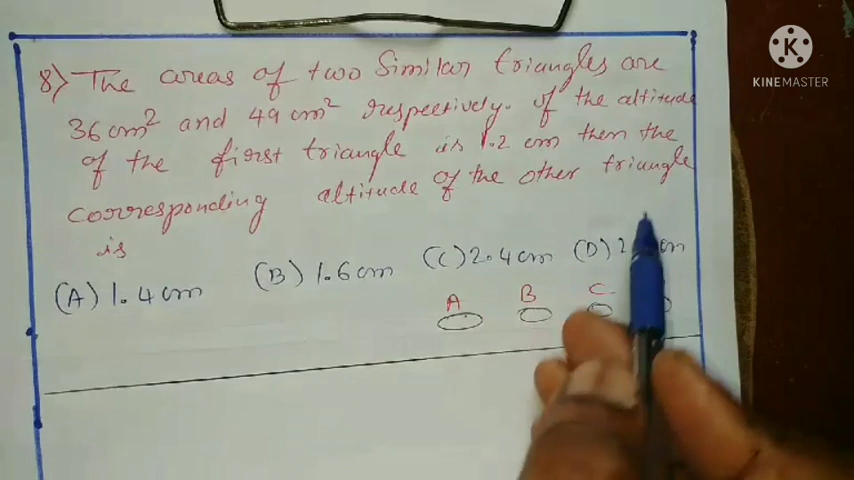 8) The areas of two Similar triangles are
36 cm² and 49 cm² respectively. If the altitude
of the first triangle is 1.2 cm then the
corresponding altitude of the other triangle
is
(A) 1.4 cm (B) 1.6 cm (C) 2.4 cm (D) 2. cm
A B C
K
KINEMASTER